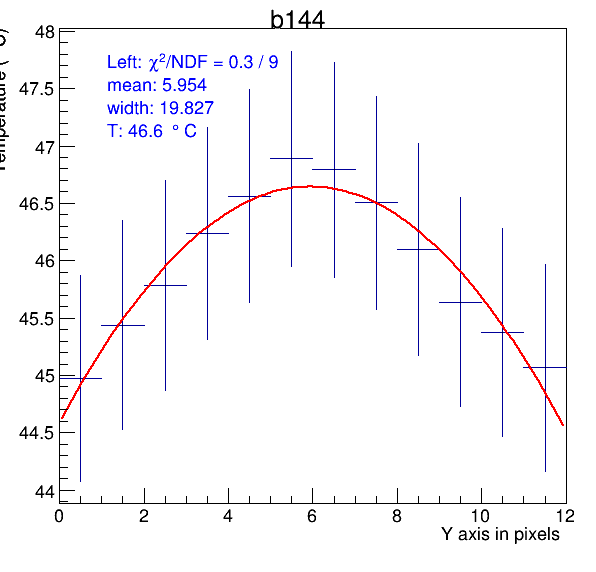 b144
Temperature (°C)
Left: χ²/NDF = 0.3 / 9
mean: 5.954
width: 19.827
T: 46.6 °C
48
47.5
47
46.5
46
45.5
45
44.5
44
0 2 4 6 8 10 12
Y axis in pixels